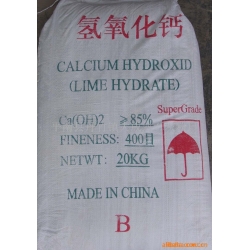 氢氧化钙
CALCIUM HYDROXID
(LIME HYDRATE)
SuperGrade
Ca(OH)2 ≥85%
FINENESS: 400目
NETWT: 20KG
MADE IN CHINA
B